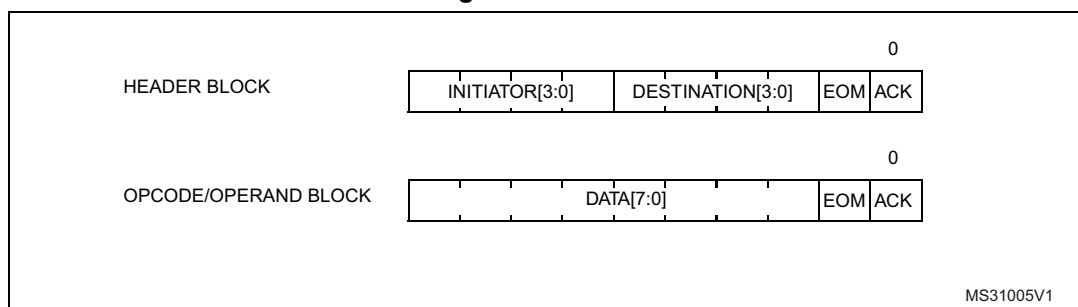 0
HEADER BLOCK INITIATOR[3:0] DESTINATION[3:0] EOM ACK
0
OPCODE/OPERAND BLOCK DATA[7:0] EOM ACK
MS31005V1